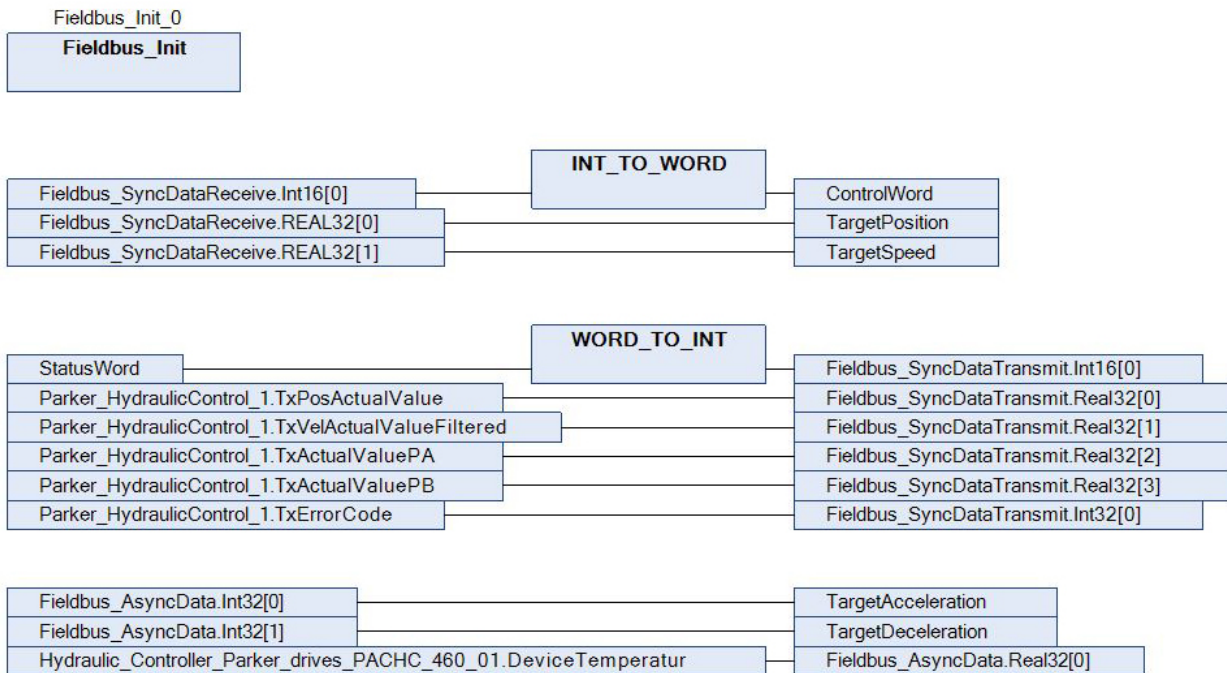 Fieldbus_Init_0
Fieldbus_Init
INT_TO_WORD
Fieldbus_SyncDataReceive.Int16[0] ControlWord
Fieldbus_SyncDataReceive.REAL32[0] TargetPosition
Fieldbus_SyncDataReceive.REAL32[1] TargetSpeed
WORD_TO_INT
StatusWord Fieldbus_SyncDataTransmit.Int16[0]
Parker_HydraulicControl_1.TxPosActualValue Fieldbus_SyncDataTransmit.Real32[0]
Parker_HydraulicControl_1.TxVelActualValueFiltered Fieldbus_SyncDataTransmit.Real32[1]
Parker_HydraulicControl_1.TxActualValuePA Fieldbus_SyncDataTransmit.Real32[2]
Parker_HydraulicControl_1.TxActualValuePB Fieldbus_SyncDataTransmit.Real32[3]
Parker_HydraulicControl_1.TxErrorCode Fieldbus_SyncDataTransmit.Int32[0]
Fieldbus_AsyncData.Int32[0] TargetAcceleration
Fieldbus_AsyncData.Int32[1] TargetDeceleration
Hydraulic_Controller_Parker_drives_PACHC_460_01.DeviceTemperatur Fieldbus_AsyncData.Real32[0]